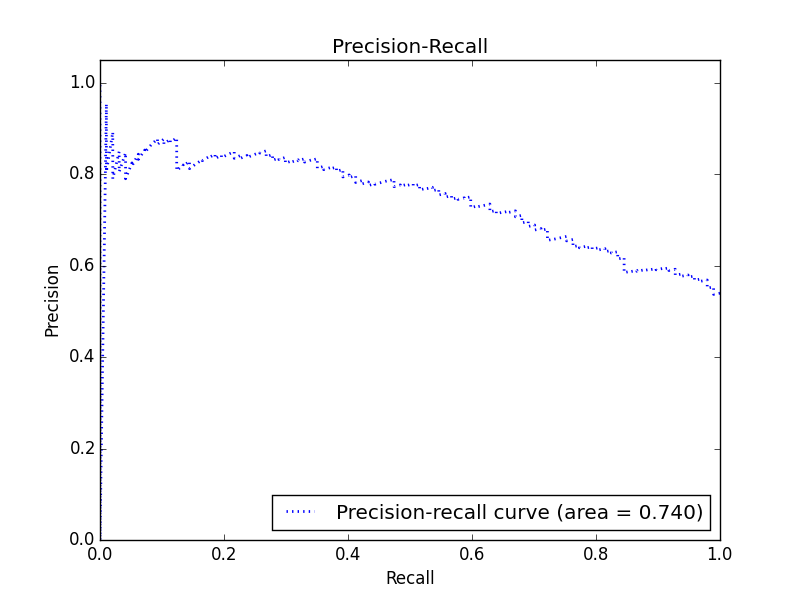 Precision-Recall
1.0
0.8
0.6
0.4
0.2
0.0
Precision
0.0 0.2 0.4 0.6 0.8 1.0
Recall
Precision-recall curve (area = 0.740)